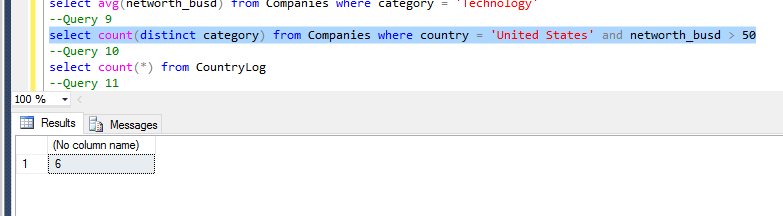 select avg(networth_busd) from Companies where category = 'Technology'
--Query 9
select count(distinct category) from Companies where country = 'United States' and networth_busd > 50
--Query 10
select count(*) from CountryLog
--Query 11
100 %
Results Messages
(No column name)
1 6